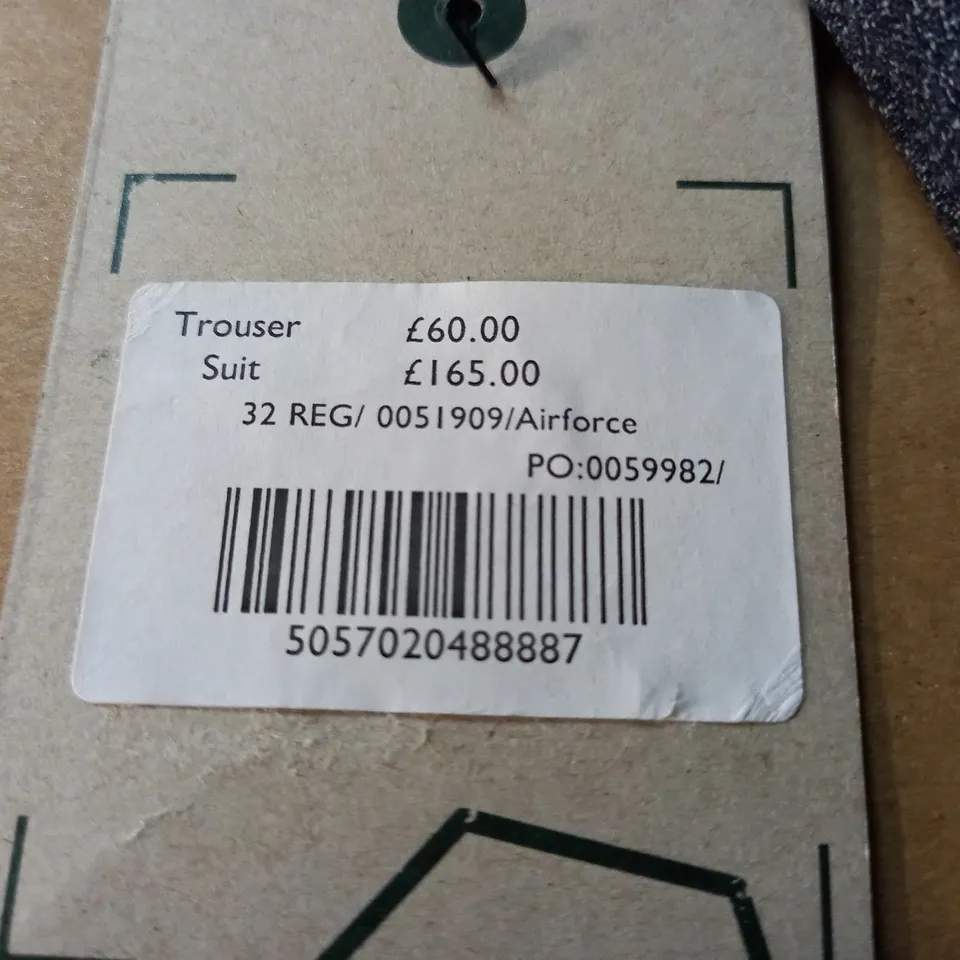 Trouser £60.00
Suit £165.00
32 REG/ 0051909/Airforce
PO:0059982/
5057020488887